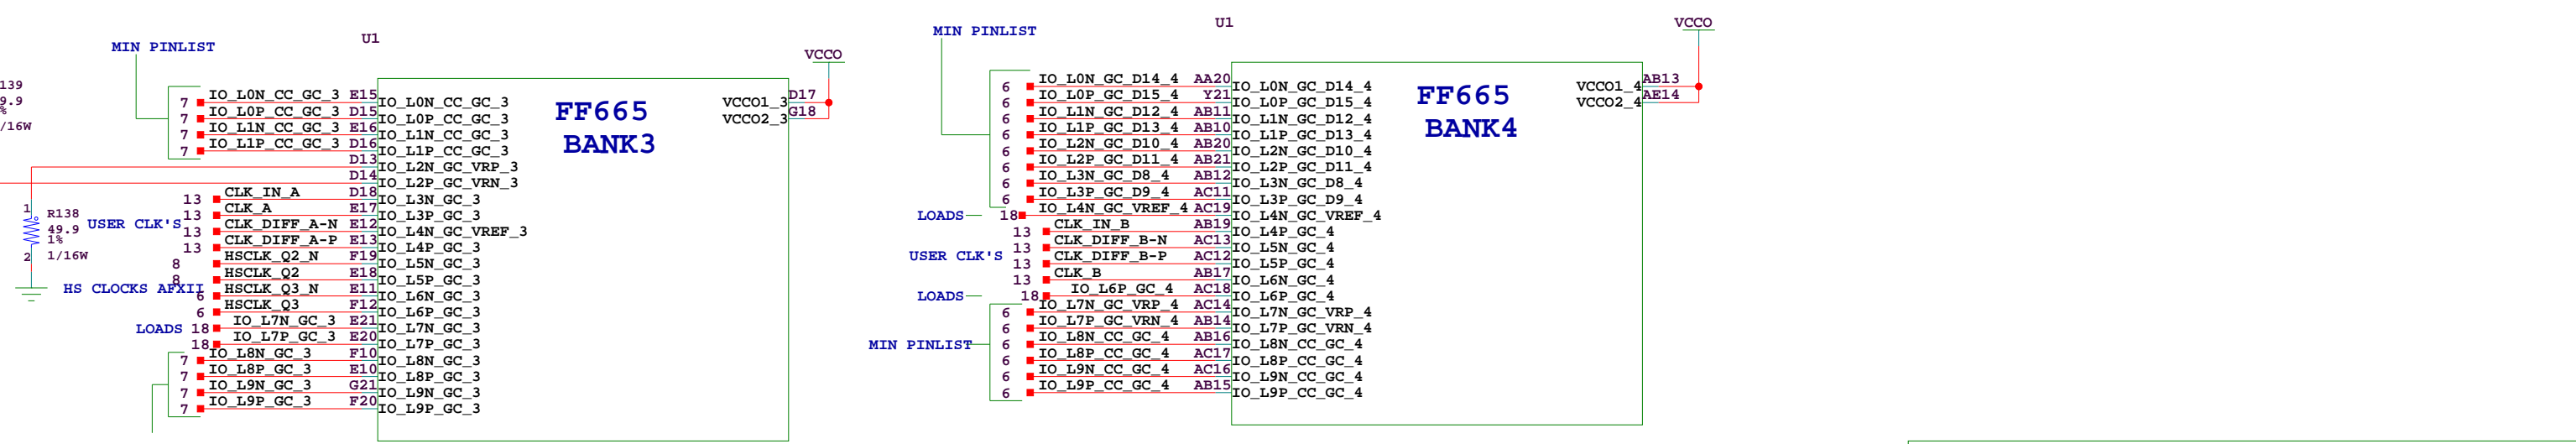 139
9.9
%
/16W
1
R138
49.9
1%
1/16W
2
MIN PINLIST
U1
VCCO
FF665
BANK3
7 IO_L0N_CC_GC_3 E15 IO_L0N_CC_GC_3
7 IO_L0P_CC_GC_3 D15 IO_L0P_CC_GC_3
7 IO_L1N_CC_GC_3 E16 IO_L1N_CC_GC_3
7 IO_L1P_CC_GC_3 D16 IO_L1P_CC_GC_3
D13 IO_L2N_GC_VRP_3
D14 IO_L2P_GC_VRN_3
USER CLK'S
13 CLK_IN_A D18 IO_L3N_GC_3
13 CLK_A E17 IO_L3P_GC_3
13 CLK_DIFF_A-N E12 IO_L4N_GC_VREF_3
13 CLK_DIFF_A-P E13 IO_L4P_GC_3
HS CLOCKS AFXII
8 HSCLK_Q2_N F19 IO_L5N_GC_3
8 HSCLK_Q2 E18 IO_L5P_GC_3
6 HSCLK_Q3_N E11 IO_L6N_GC_3
6 HSCLK_Q3 F12 IO_L6P_GC_3
LOADS
18 IO_L7N_GC_3 E21 IO_L7N_GC_3
18 IO_L7P_GC_3 E20 IO_L7P_GC_3
7 IO_L8N_GC_3 F10 IO_L8N_GC_3
7 IO_L8P_GC_3 E10 IO_L8P_GC_3
7 IO_L9N_GC_3 G21 IO_L9N_GC_3
7 IO_L9P_GC_3 F20 IO_L9P_GC_3
VCCO1_3 D17
VCCO2_3 G18
MIN PINLIST
U1
VCCO
FF665
BANK4
6 IO_L0N_GC_D14_4 AA20 IO_L0N_GC_D14_4
6 IO_L0P_GC_D15_4 Y21 IO_L0P_GC_D15_4
6 IO_L1N_GC_D12_4 AB11 IO_L1N_GC_D12_4
6 IO_L1P_GC_D13_4 AB10 IO_L1P_GC_D13_4
6 IO_L2N_GC_D10_4 AB20 IO_L2N_GC_D10_4
6 IO_L2P_GC_D11_4 AB21 IO_L2P_GC_D11_4
6 IO_L3N_GC_D8_4 AB12 IO_L3N_GC_D8_4
6 IO_L3P_GC_D9_4 AC11 IO_L3P_GC_D9_4
LOADS
18 IO_L4N_GC_VREF_4 AC19 IO_L4N_GC_VREF_4
USER CLK'S
13 CLK_IN_B AB19 IO_L4P_GC_4
13 CLK_DIFF_B-N AC13 IO_L5N_GC_4
13 CLK_DIFF_B-P AC12 IO_L5P_GC_4
13 CLK_B AB17 IO_L6N_GC_4
LOADS
18 IO_L6P_GC_4 AC18 IO_L6P_GC_4
MIN PINLIST
6 IO_L7N_GC_VRP_4 AC14 IO_L7N_GC_VRP_4
6 IO_L7P_GC_VRN_4 AB14 IO_L7P_GC_VRN_4
6 IO_L8N_CC_GC_4 AB16 IO_L8N_CC_GC_4
6 IO_L8P_CC_GC_4 AC17 IO_L8P_CC_GC_4
6 IO_L9N_CC_GC_4 AC16 IO_L9N_CC_GC_4
6 IO_L9P_CC_GC_4 AB15 IO_L9P_CC_GC_4
VCCO1_4 AB13
VCCO2_4 AE14